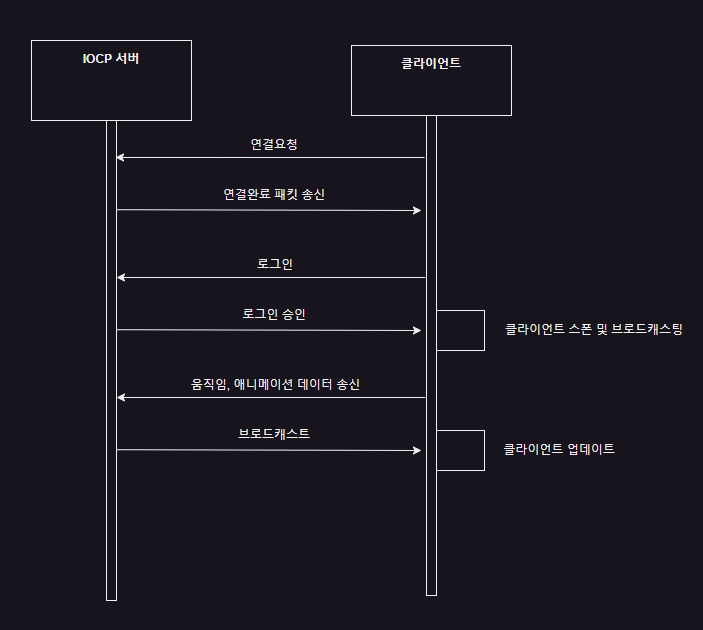 IOCP 서버
클라이언트
연결요청
연결완료 패킷 송신
로그인
로그인 승인
클라이언트 스폰 및 브로드캐스팅
움직임, 애니메이션 데이터 송신
브로드캐스트
클라이언트 업데이트